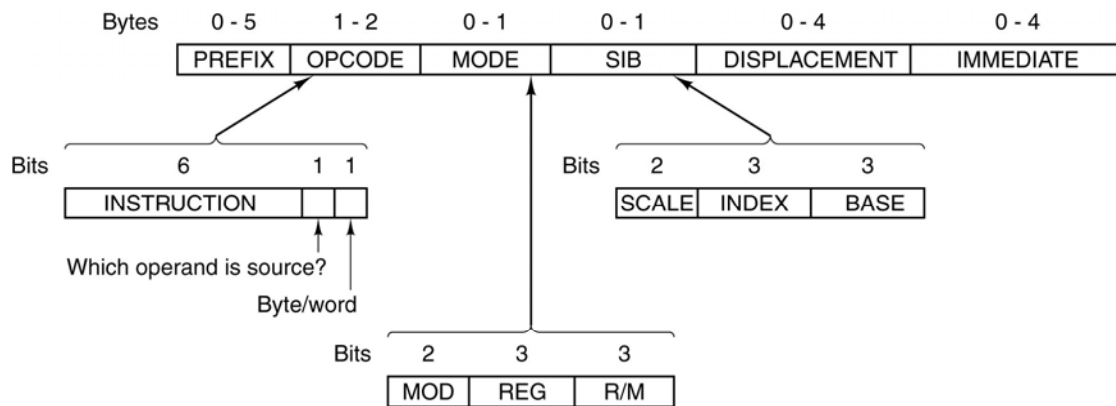 Bytes 0 - 5 1 - 2 0 - 1 0 - 1 0 - 4 0 - 4
PREFIX OPCODE MODE SIB DISPLACEMENT IMMEDIATE
Bits 6 1 1 Bits 2 3 3
INSTRUCTION SCALE INDEX BASE
Which operand is source?
Byte/word
Bits 2 3 3
MOD REG R/M